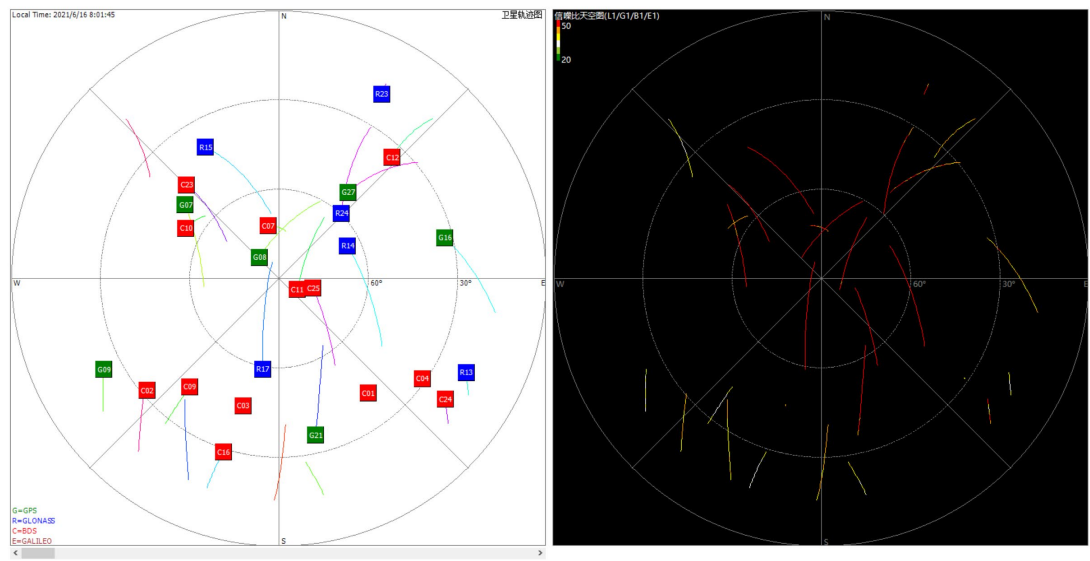 Local Time: 2021/6/16 8:01:45
卫星轨迹图
N
R23
R15
C12
C23
G27
G07
R24
C10
C07
G16
R14
G08
W
C11
C25
60°
30°
E
G09
R17
R13
C04
C02
C09
C01
C24
C03
G21
C16
G=GPS
R=GLONASS
C=BDS
E=GALILEO
S
信噪比天空图(L1/G1/B1/E1)
50
20
N
W
60°
30°
E
S